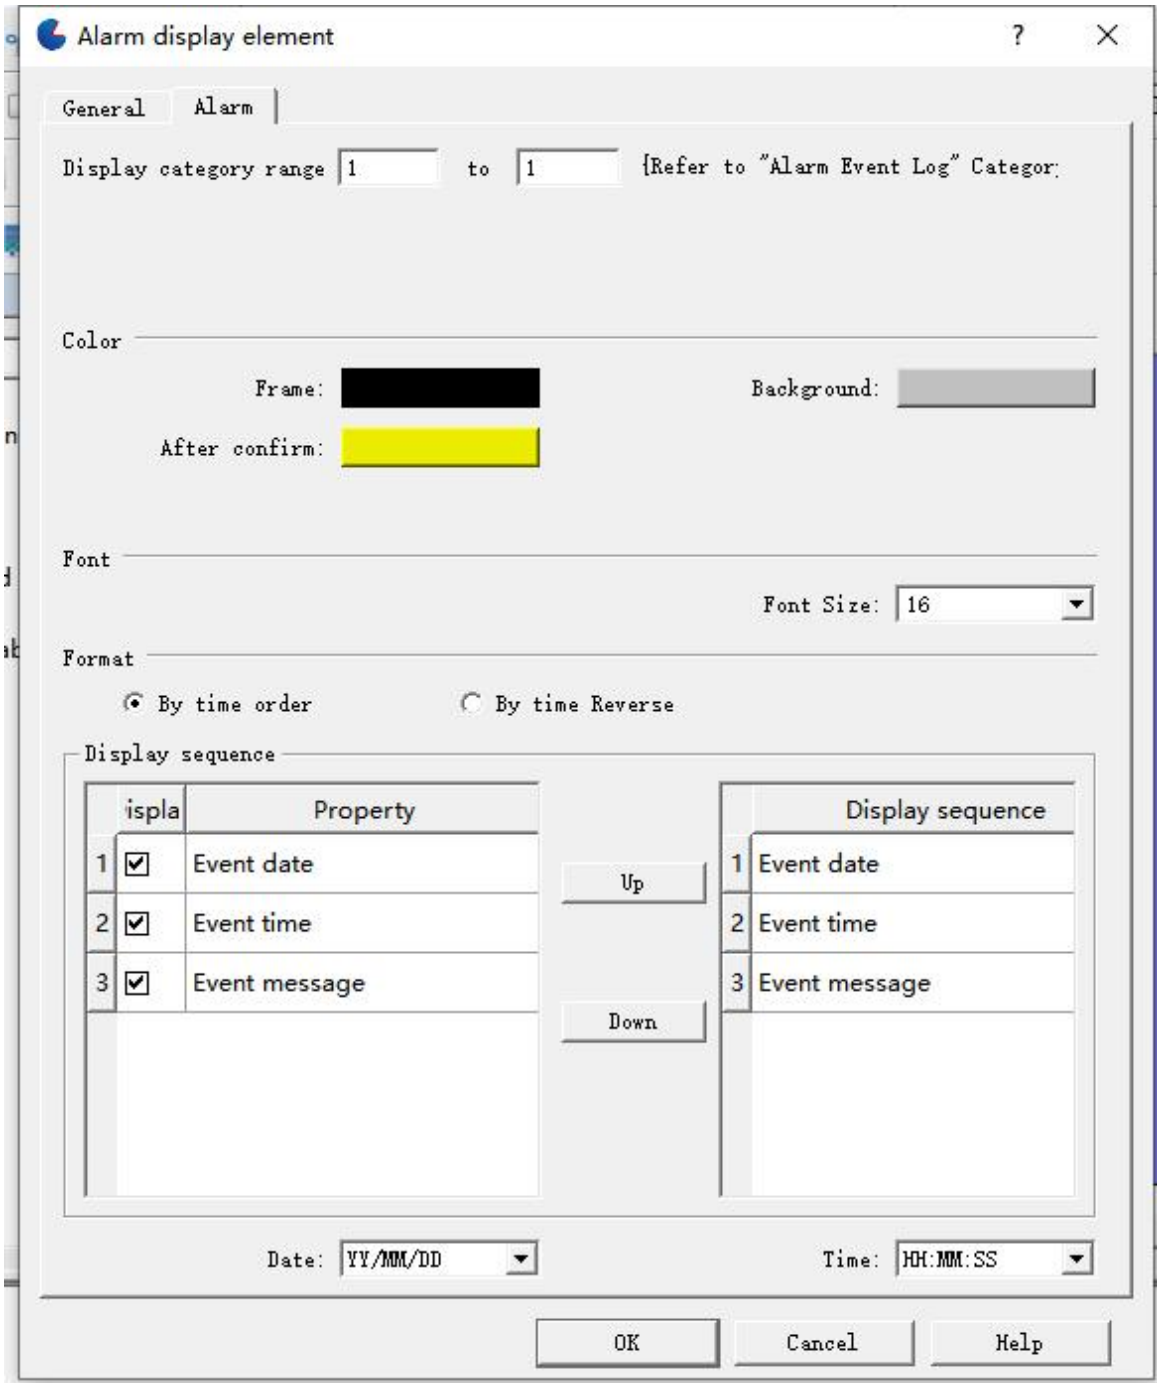 Alarm display element
?
General
Alarm
Display category range 1 to 1 {Refer to "Alarm Event Log" Categor
Color
Frame:
Background:
After confirm:
Font
Font Size: 16
Format
By time order
By time Reverse
Display sequence
ispla Property
1 Event date
2 Event time
3 Event message
Up
Down
Display sequence
1 Event date
2 Event time
3 Event message
Date: YY/MM/DD
Time: HH:MM:SS
OK
Cancel
Help